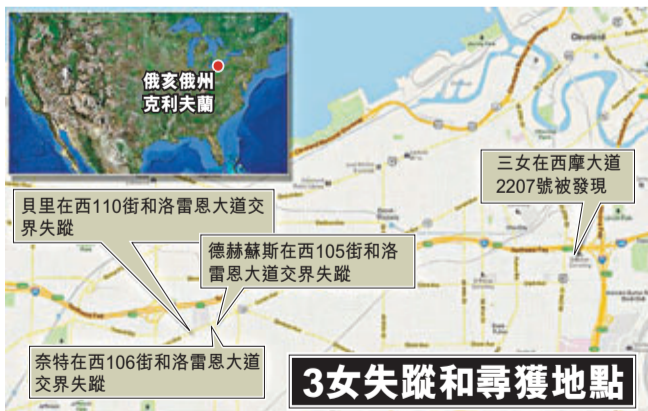 俄亥俄州
克利夫蘭
Cleveland
三女在西摩大道
2207號被發現
貝里在西110街和洛雷恩大道交
界失蹤
德赫蘇斯在西105街和洛
雷恩大道交界失蹤
奈特在西106街和洛雷恩大道
交界失蹤
3女失蹤和尋獲地點